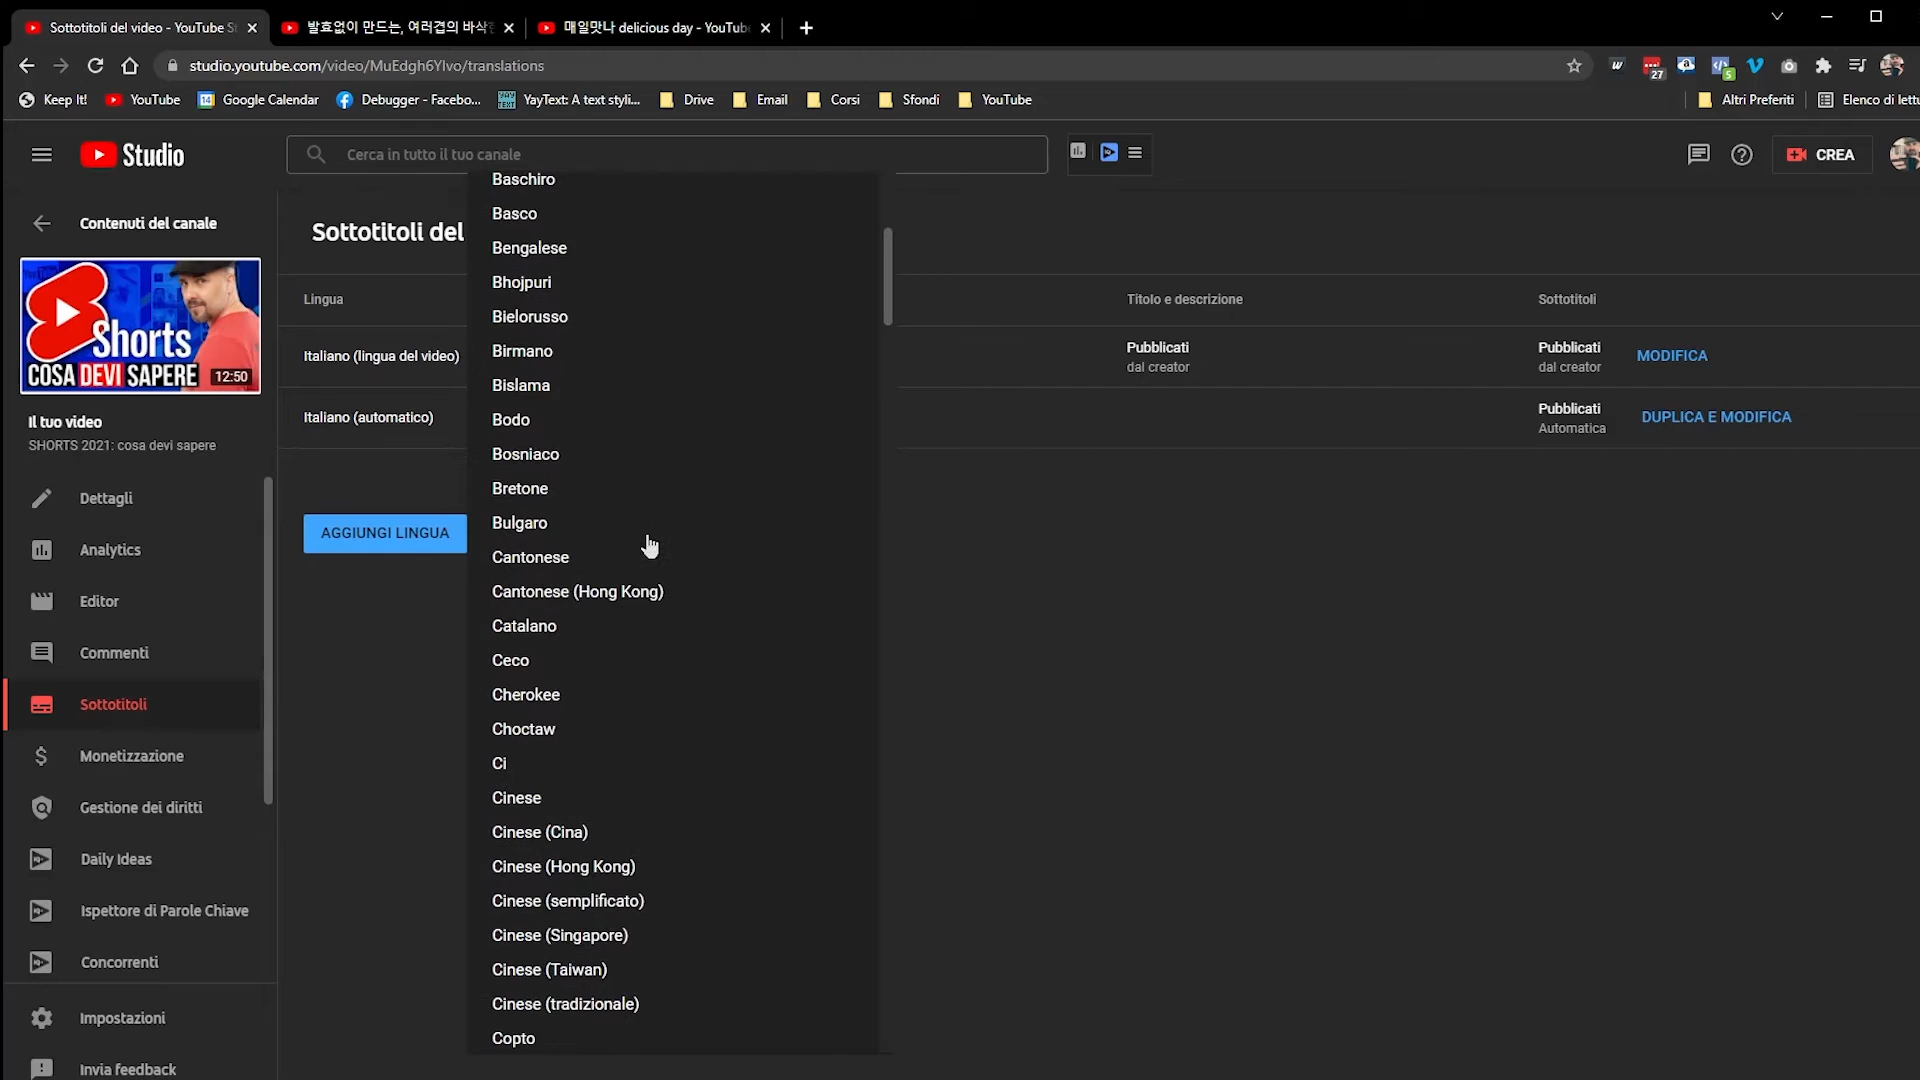 Sottotitoli del video - YouTube S
발효없이 만드는, 여러겹의 바삭한
매일맛나 delicious day - YouTube
studio.youtube.com/video/MuEdgh6YIvo/translations
27
5
Keep It!
YouTube
14
Google Calendar
Debugger - Facebo...
YAY
TEXT
YayText: A text styli...
Drive
Email
Corsi
Sfondi
YouTube
Altri Preferiti
Elenco di lettu
Studio
Cerca in tutto il tuo canale
CREA
Contenuti del canale
Shorts
COSA DEVI SAPERE
12:50
Il tuo video
SHORTS 2021: cosa devi sapere
Dettagli
Analytics
Editor
Commenti
Sottotitoli
Monetizzazione
Gestione dei diritti
Daily Ideas
Ispettore di Parole Chiave
Concorrenti
Impostazioni
Invia feedback
Sottotitoli del
Lingua
Titolo e descrizione
Sottotitoli
Italiano (lingua del video)
Pubblicati
dal creator
Pubblicati
dal creator
MODIFICA
Italiano (automatico)
Pubblicati
Automatica
DUPLICA E MODIFICA
AGGIUNGI LINGUA
Baschiro
Basco
Bengalese
Bhojpuri
Bielorusso
Birmano
Bislama
Bodo
Bosniaco
Bretone
Bulgaro
Cantonese
Cantonese (Hong Kong)
Catalano
Ceco
Cherokee
Choctaw
Ci
Cinese
Cinese (Cina)
Cinese (Hong Kong)
Cinese (semplificato)
Cinese (Singapore)
Cinese (Taiwan)
Cinese (tradizionale)
Copto